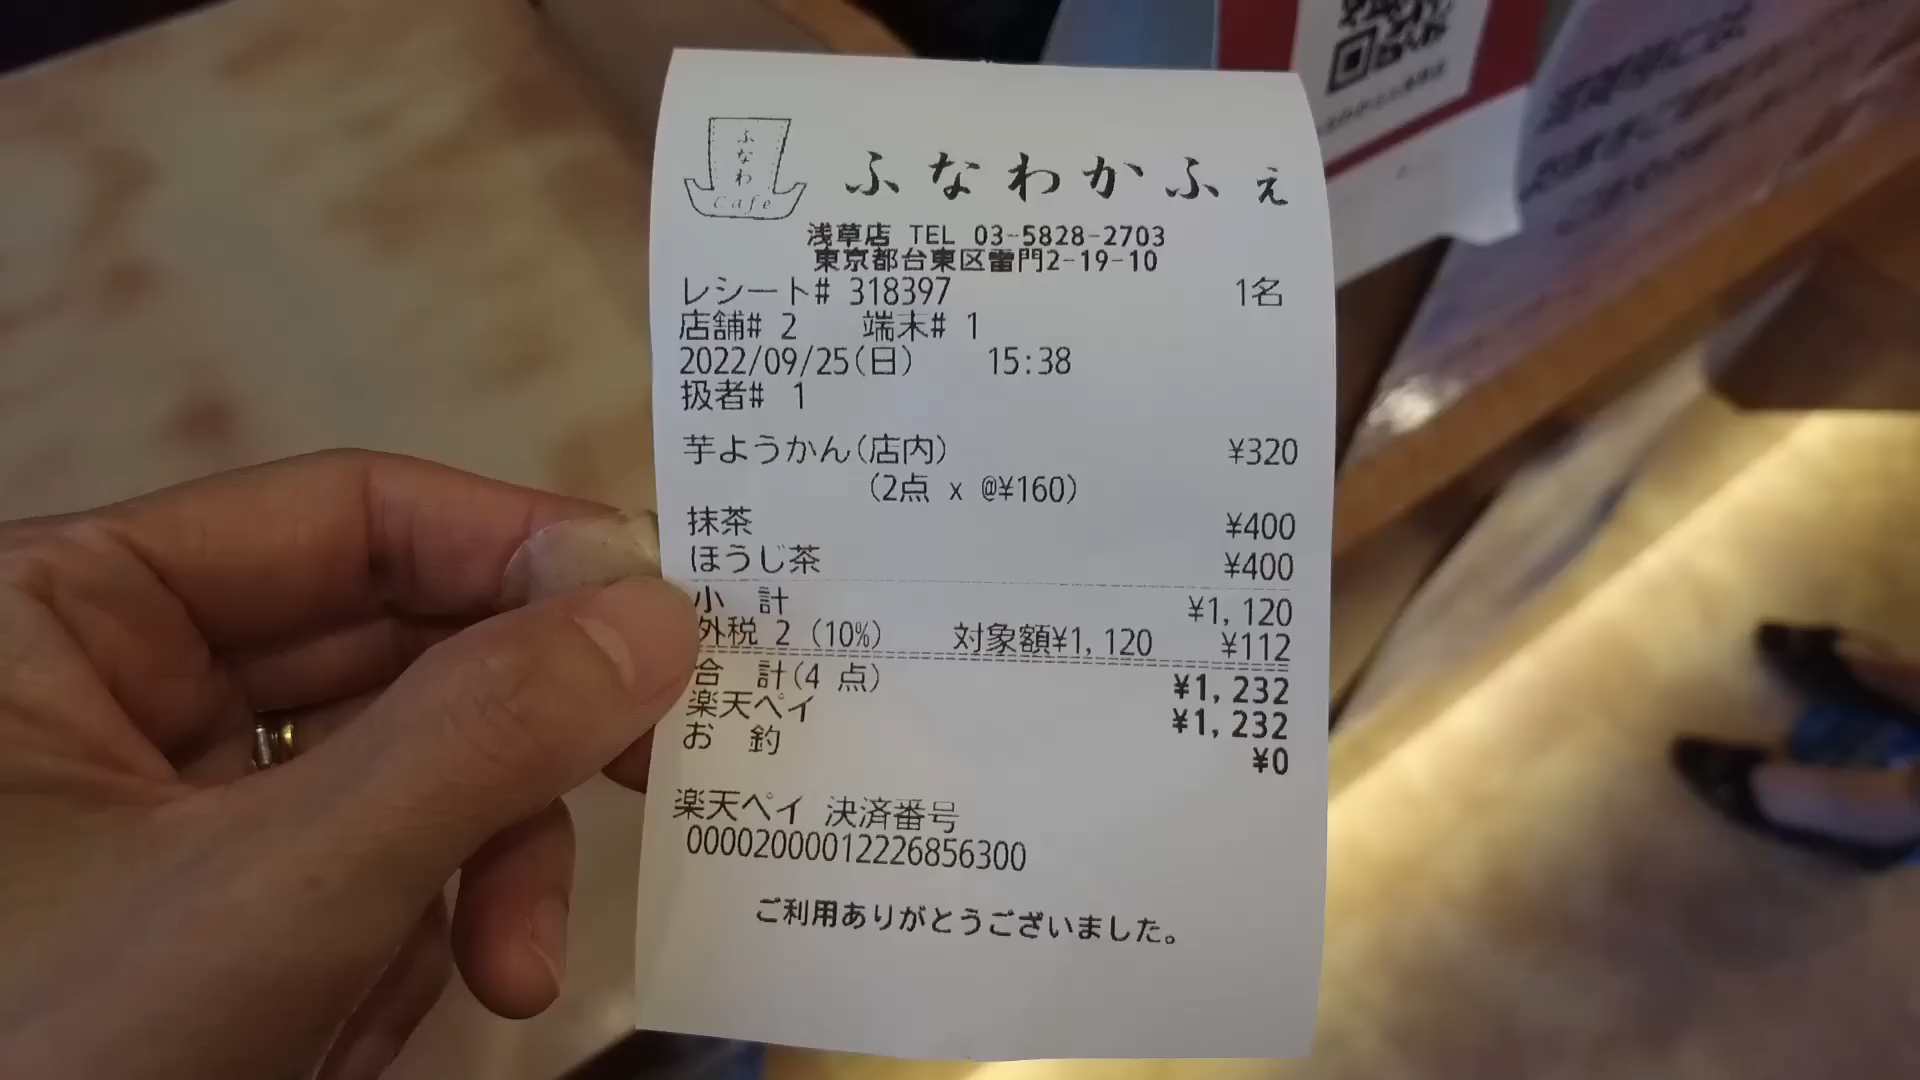 ふなわ
Cafe
ふなわかふぇ
浅草店 TEL 03-5828-2703
東京都台東区雷門2-19-10
レシート# 318397 1名
店舗# 2 端末# 1
2022/09/25(日) 15:38
扱者# 1
芋ようかん(店内) ¥320
(2点 x @¥160)
抹茶 ¥400
ほうじ茶 ¥400
小 計 ¥1,120
外税 2 (10%) 対象額¥1,120 ¥112
合 計(4 点) ¥1,232
楽天ペイ ¥1,232
お 釣 ¥0
楽天ペイ 決済番号
00002000012226856300
ご利用ありがとうございました。